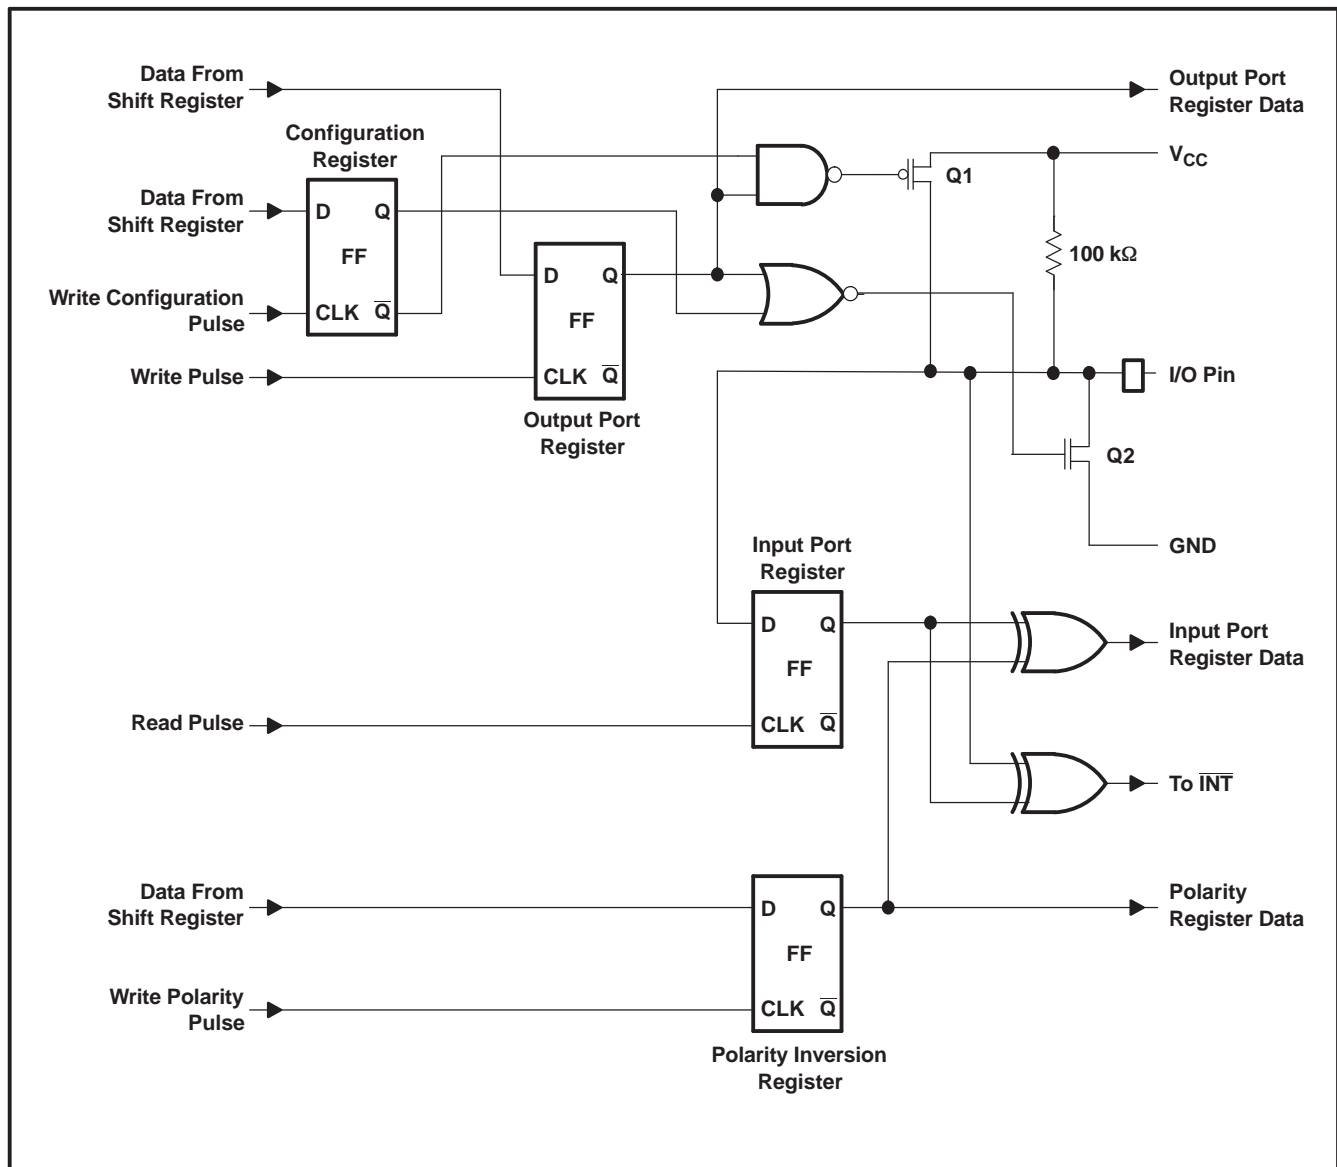 Data From
Shift Register
Output Port
Register Data
Configuration
Register
Q1
V_CC
Data From
Shift Register
D Q
FF
CLK Q̅
100 kΩ
D Q
FF
CLK Q̅
Write Configuration
Pulse
Write Pulse
I/O Pin
Output Port
Register
Q2
GND
Input Port
Register
D Q
FF
CLK Q̅
Input Port
Register Data
Read Pulse
To I̅N̅T̅
Data From
Shift Register
D Q
FF
CLK Q̅
Polarity
Register Data
Write Polarity
Pulse
Polarity Inversion
Register